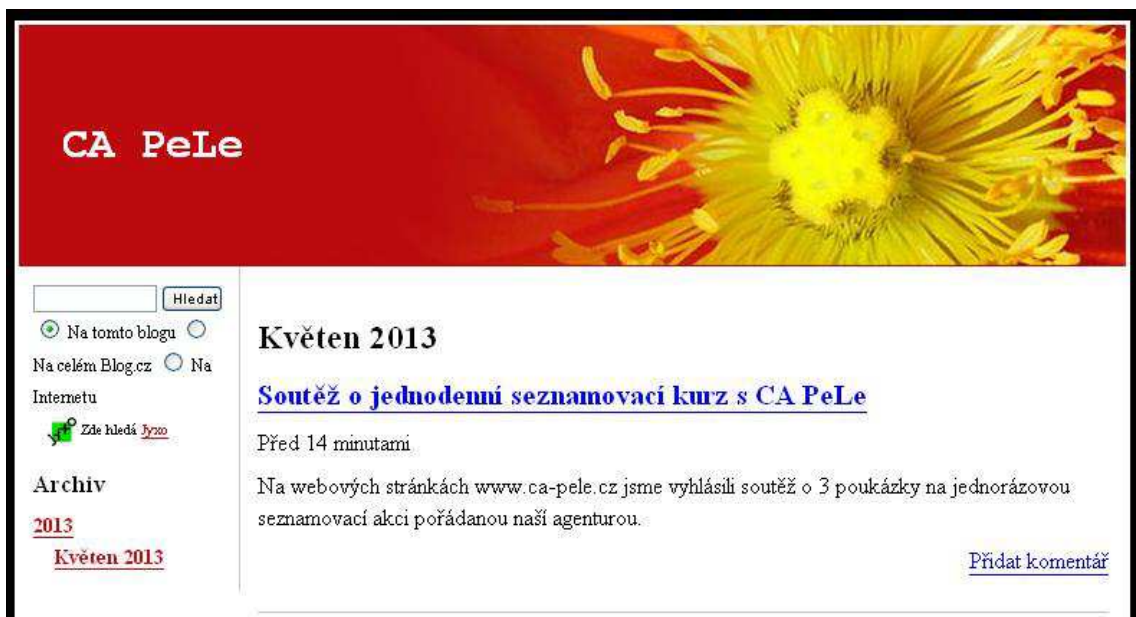 CA PeLe
Hledat
Na tomto blogu
Na celém Blog.cz Na
Internetu
Zde hledá Jyxo
Archiv
2013
Květen 2013
Květen 2013
Soutěž o jednodenní seznamovací kurz s CA PeLe
Před 14 minutami
Na webových stránkách www.ca-pele.cz jsme vyhlásili soutěž o 3 poukázky na jednorázovou
seznamovací akci pořádanou naší agenturou.
Přidat komentář